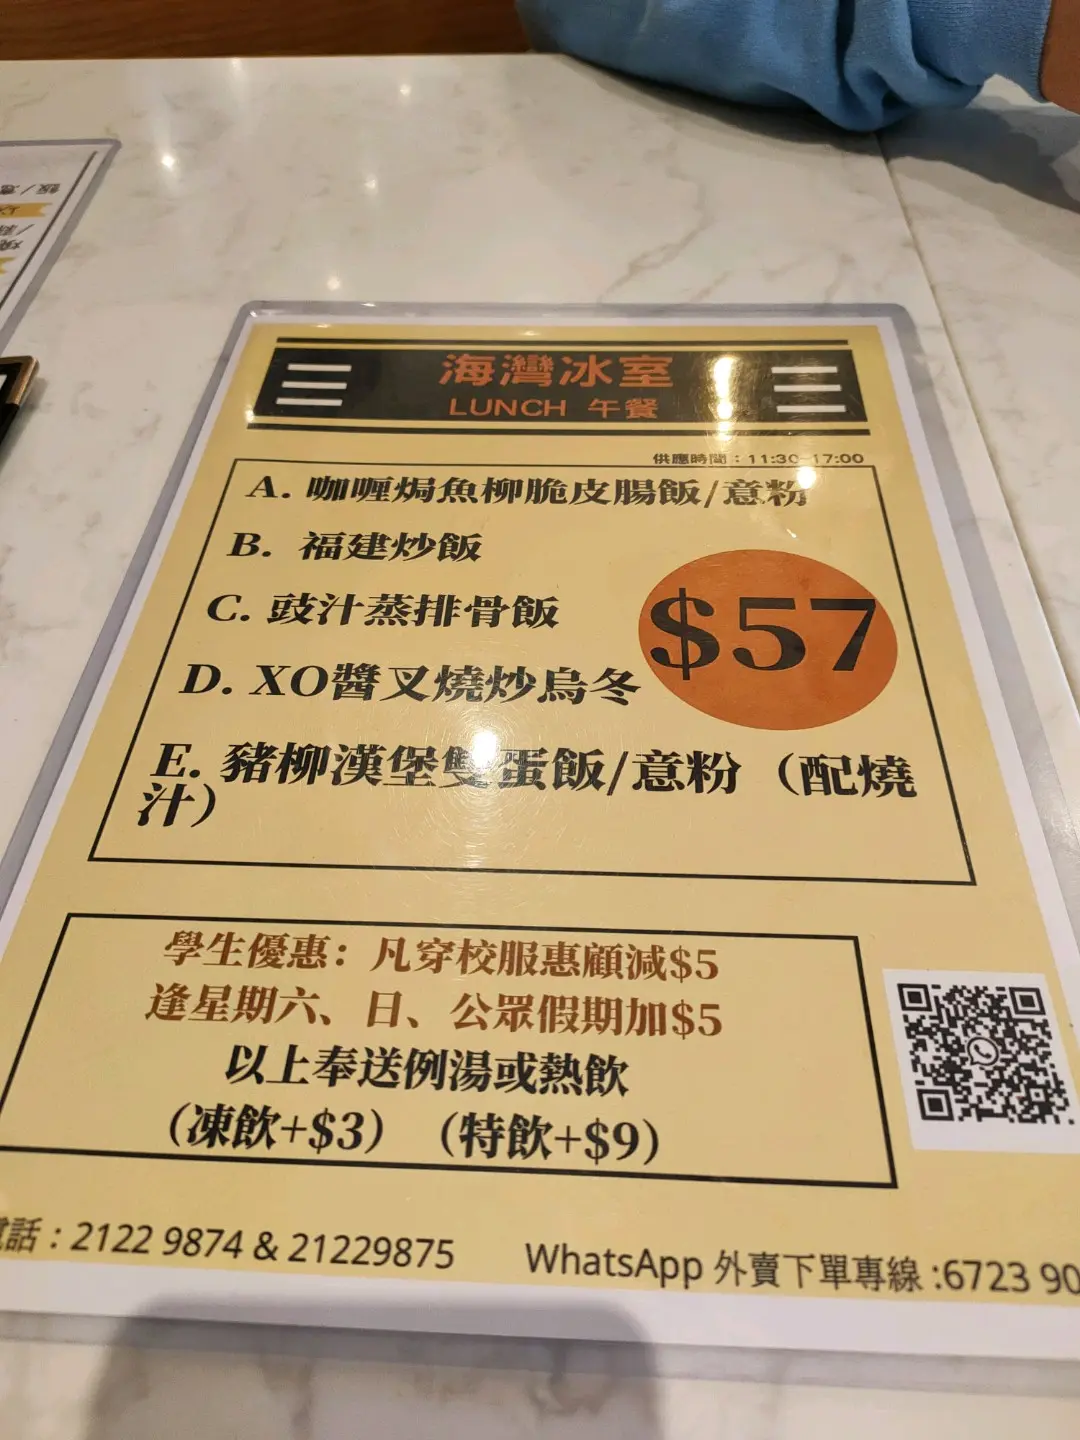 海灣冰室
LUNCH 午餐
供應時間：11:30-17:00
A. 咖喱焗魚柳脆皮腸飯/意粉
B. 福建炒飯
C. 豉汁蒸排骨飯
D. XO醬叉燒炒烏冬
$57
E. 豬柳漢堡雙蛋飯/意粉（配燒
汁）
學生優惠：凡穿校服惠顧減$5
逢星期六、日、公眾假期加$5
以上奉送例湯或熱飲
（凍飲+$3）（特飲+$9）
電話：2122 9874 & 21229875
WhatsApp 外賣下單專線 :6723 90